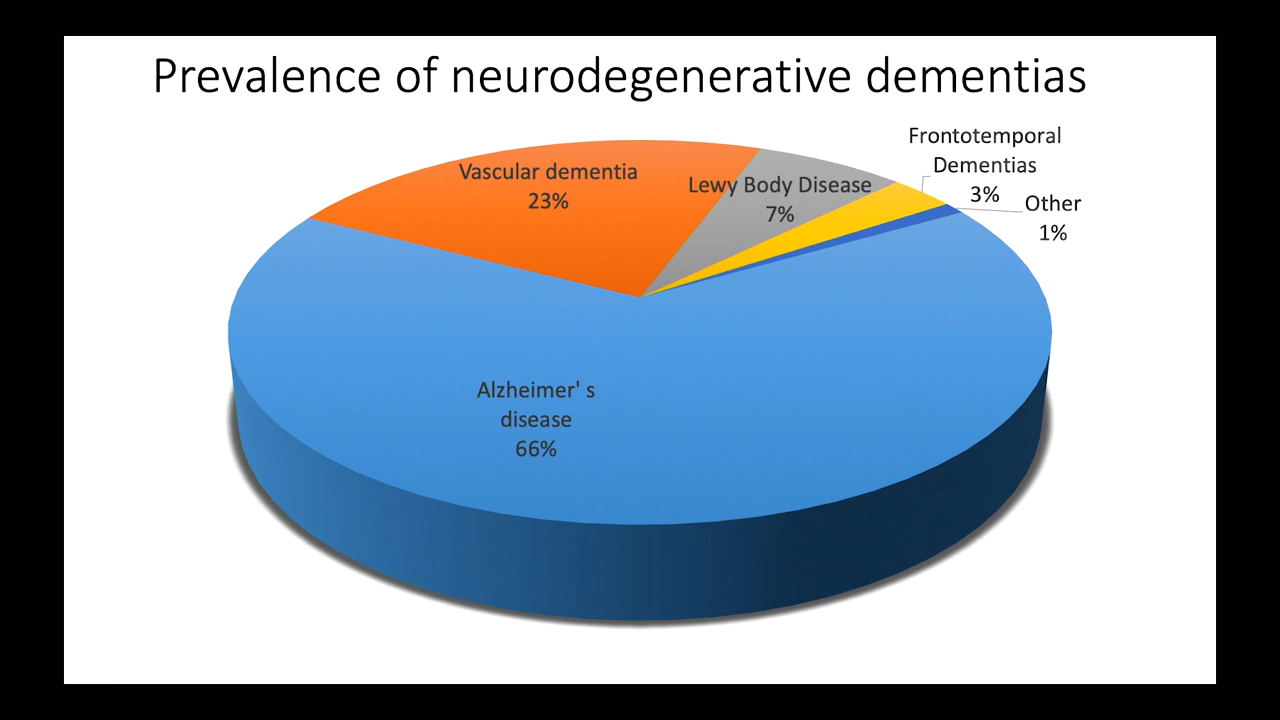 Prevalence of neurodegenerative dementias
Frontotemporal
Dementias
3%
Other
1%
Vascular dementia
23%
Lewy Body Disease
7%
Alzheimer' s
disease
66%